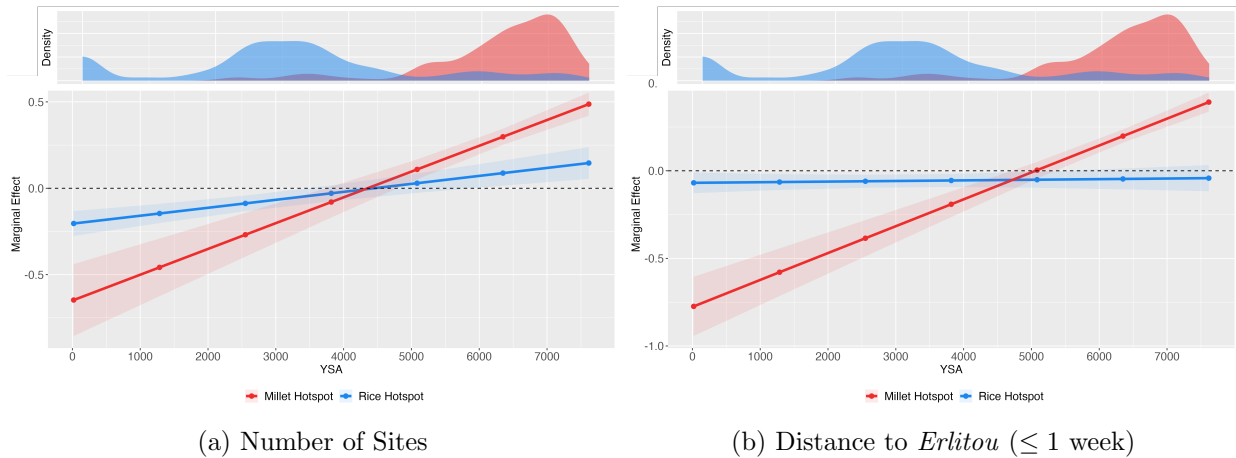 Density
0.5
0.0
-0.5
Marginal Effect
0 1000 2000 3000 4000 5000 6000 7000
YSA
Millet Hotspot Rice Hotspot
(a) Number of Sites
Density
0.
0.0
-0.5
-1.0
Marginal Effect
0 1000 2000 3000 4000 5000 6000 7000
YSA
Millet Hotspot Rice Hotspot
(b) Distance to Erlitou (≤ 1 week)